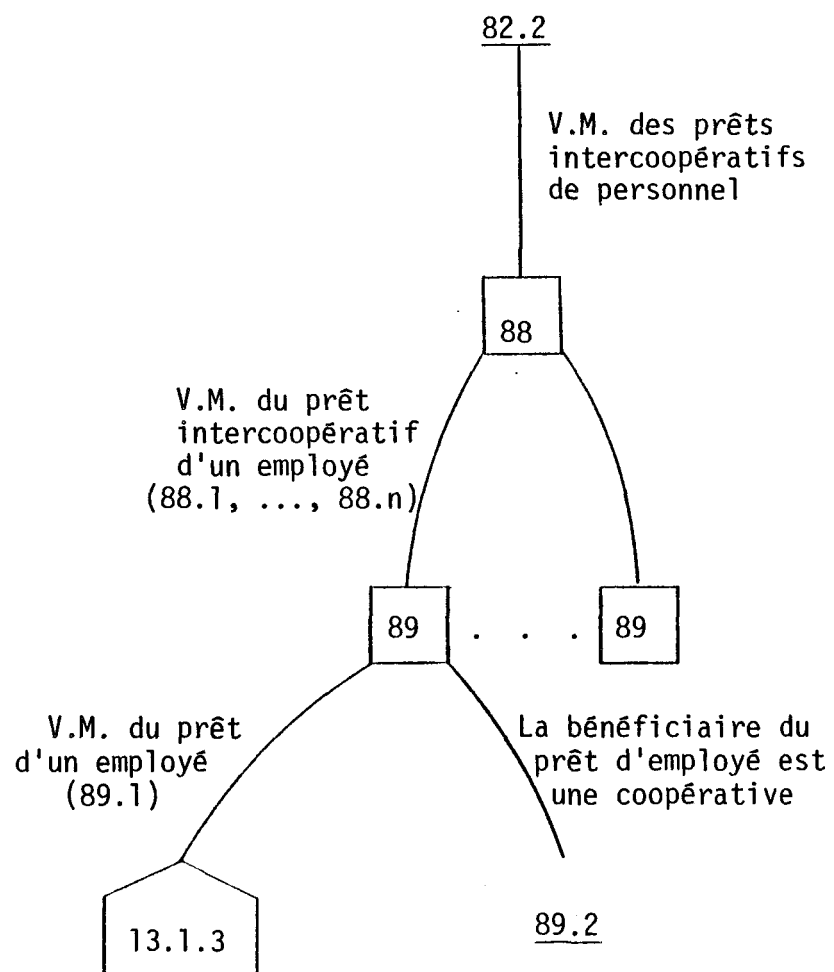 82.2
V.M. des prêts
intercoopératifs
de personnel
88
V.M. du prêt
intercoopératif
d'un employé
(88.1, ..., 88.n)
89 . . . 89
V.M. du prêt
d'un employé
(89.1)
La bénéficiaire du
prêt d'employé est
une coopérative
13.1.3
89.2